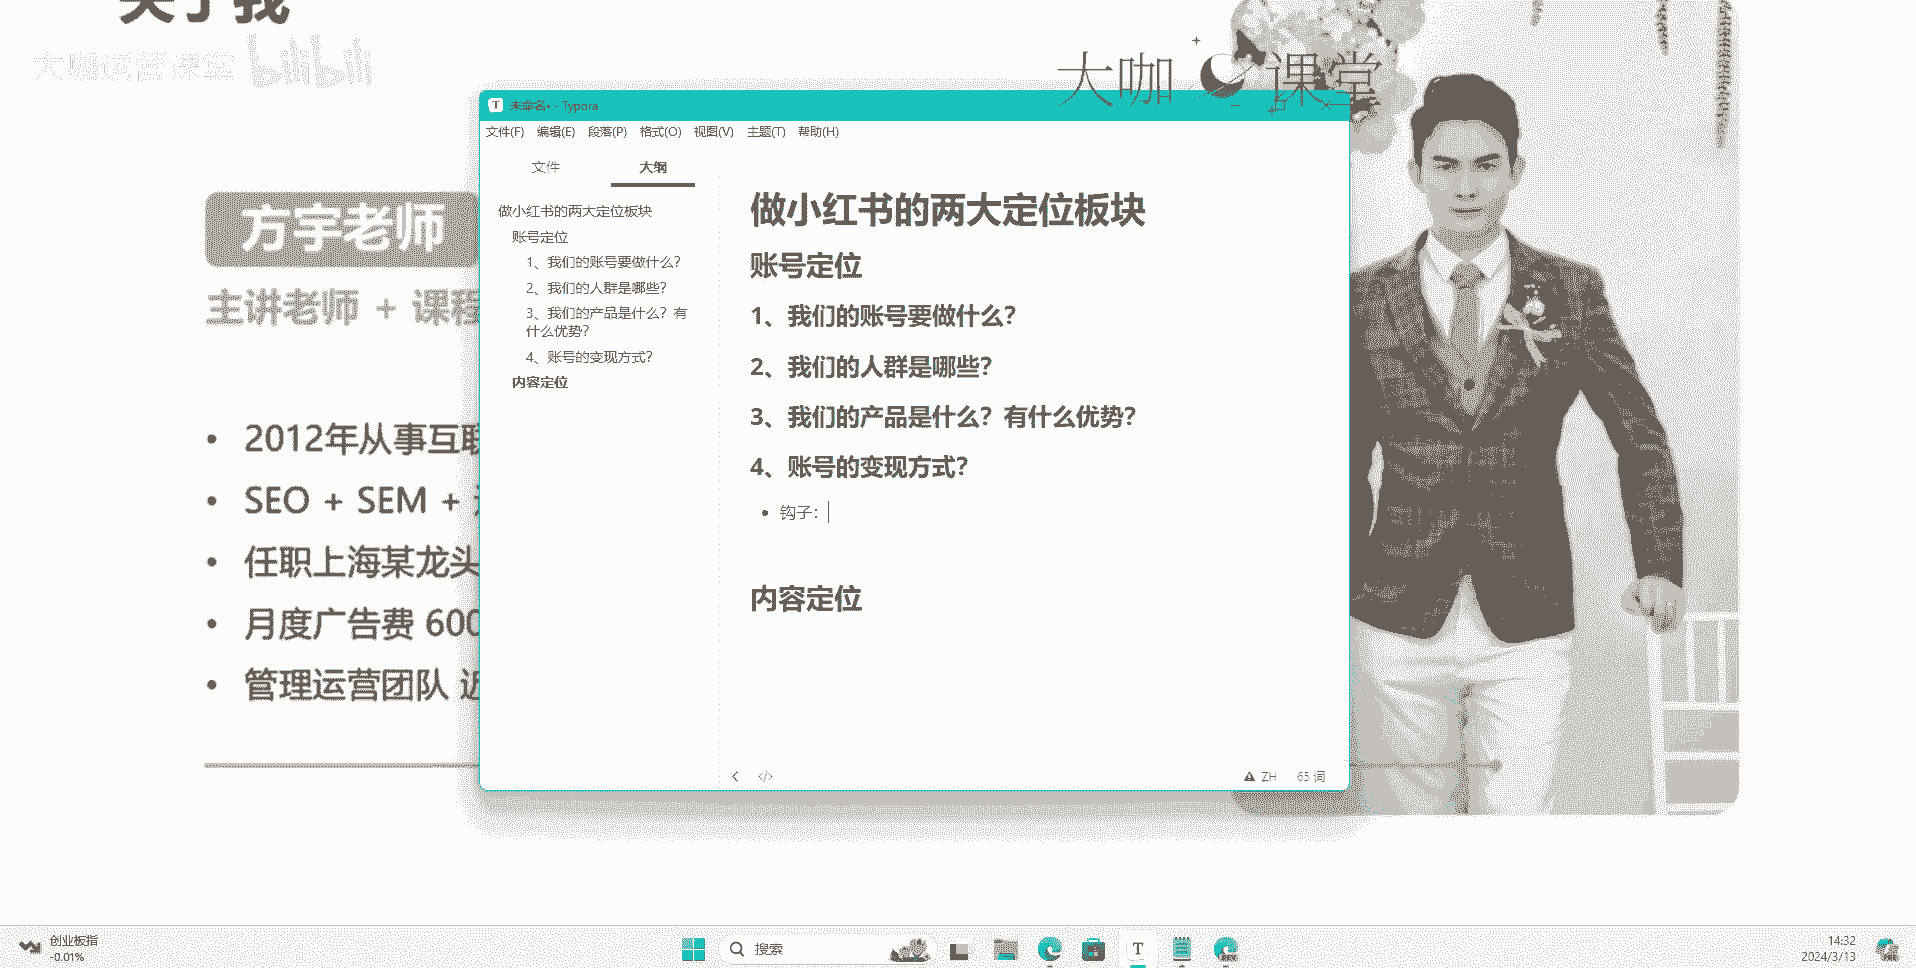 关于我
大咖运营课堂 bilibili
大咖 课堂
方宇老师
主讲老师 + 课程
2012年从事互联
SEO + SEM +
任职上海某龙头
月度广告费 600
管理运营团队 近
未命名• - Typora
文件(F) 编辑(E) 段落(P) 格式(O) 视图(V) 主题(T) 帮助(H)
文件 大纲
做小红书的两大定位板块
账号定位
1、我们的账号要做什么？
2、我们的人群是哪些？
3、我们的产品是什么？有
什么优势？
4、账号的变现方式？
内容定位
做小红书的两大定位板块
账号定位
1、我们的账号要做什么？
2、我们的人群是哪些？
3、我们的产品是什么？有什么优势？
4、账号的变现方式？
钩子：
内容定位
ZH 65 词
创业板指
-0.01%
搜索
14:32
2024/3/13